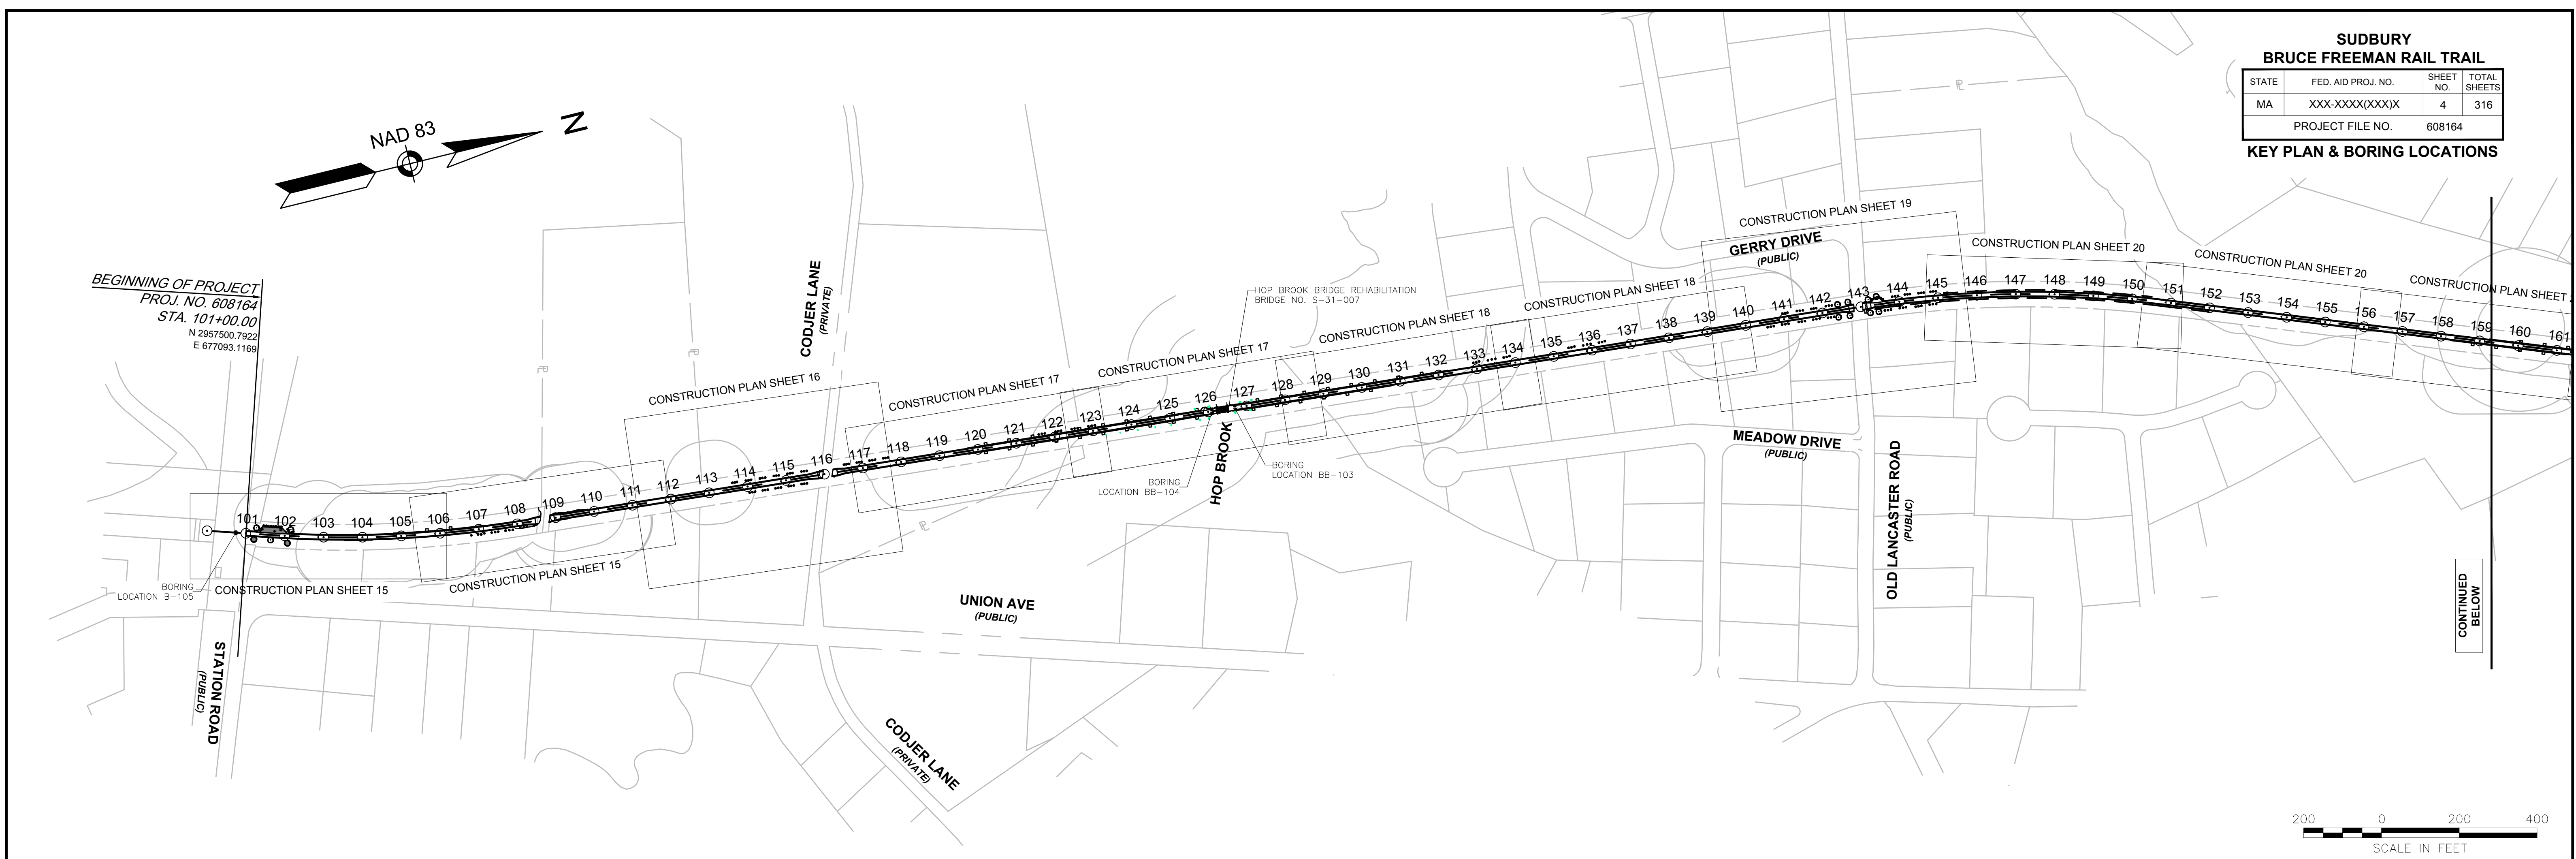 SUDBURY
BRUCE FREEMAN RAIL TRAIL
STATE FED. AID PROJ. NO. SHEET NO. TOTAL SHEETS
MA XXX-XXXX(XXX)X 4 316
PROJECT FILE NO. 608164
KEY PLAN & BORING LOCATIONS
NAD 83
N
BEGINNING OF PROJECT
PROJ. NO. 608164
STA. 101+00.00
N 2957500.7922
E 677093.1169
CODJER LANE
(PRIVATE)
HOP BROOK BRIDGE REHABILITATION
BRIDGE NO. S-31-007
GERRY DRIVE
(PUBLIC)
CONSTRUCTION PLAN SHEET 15
CONSTRUCTION PLAN SHEET 15
CONSTRUCTION PLAN SHEET 16
CONSTRUCTION PLAN SHEET 17
CONSTRUCTION PLAN SHEET 17
CONSTRUCTION PLAN SHEET 18
CONSTRUCTION PLAN SHEET 18
CONSTRUCTION PLAN SHEET 19
CONSTRUCTION PLAN SHEET 20
CONSTRUCTION PLAN SHEET 20
CONSTRUCTION PLAN SHEET
101 102 103 104 105 106 107 108 109 110 111 112 113 114 115 116 117 118 119 120 121 122 123 124 125 126 127 128 129 130 131 132 133 134 135 136 137 138 139 140 141 142 143 144 145 146 147 148 149 150 151 152 153 154 155 156 157 158 159 160 161
BORING
LOCATION B-105
BORING
LOCATION BB-104
HOP BROOK
BORING
LOCATION BB-103
MEADOW DRIVE
(PUBLIC)
OLD LANCASTER ROAD
(PUBLIC)
UNION AVE
(PUBLIC)
STATION ROAD
(PUBLIC)
CODJER LANE
(PRIVATE)
CONTINUED
BELOW
200 0 200 400
SCALE IN FEET